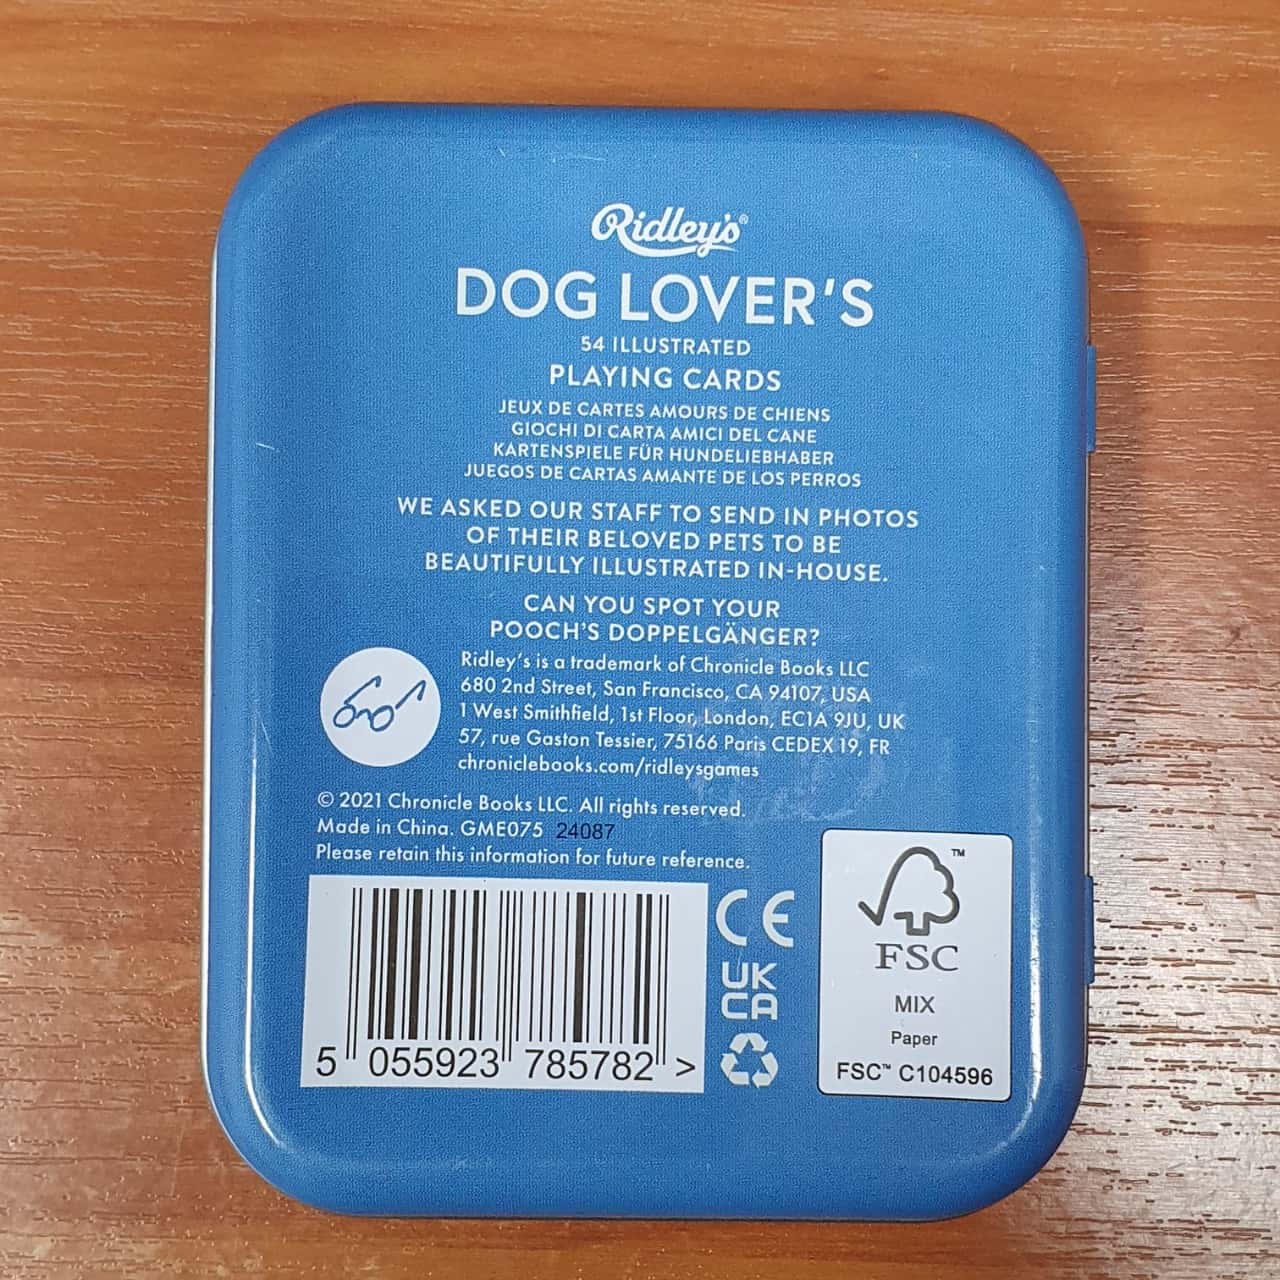 Ridley's®
DOG LOVER'S
54 ILLUSTRATED
PLAYING CARDS
JEUX DE CARTES AMOURS DE CHIENS
GIOCHI DI CARTA AMICI DEL CANE
KARTENSPIELE FÜR HUNDELIEBHABER
JUEGOS DE CARTAS AMANTE DE LOS PERROS
WE ASKED OUR STAFF TO SEND IN PHOTOS
OF THEIR BELOVED PETS TO BE
BEAUTIFULLY ILLUSTRATED IN-HOUSE.
CAN YOU SPOT YOUR
POOCH'S DOPPELGÄNGER?
Ridley's is a trademark of Chronicle Books LLC
680 2nd Street, San Francisco, CA 94107, USA
1 West Smithfield, 1st Floor, London, EC1A 9JU, UK
57, rue Gaston Tessier, 75166 Paris CEDEX 19, FR
chroniclebooks.com/ridleysgames
© 2021 Chronicle Books LLC. All rights reserved.
Made in China. GME075 24087
Please retain this information for future reference.
5 055923 785782 >
CE
UK
CA
™
FSC
MIX
Paper
FSC™ C104596